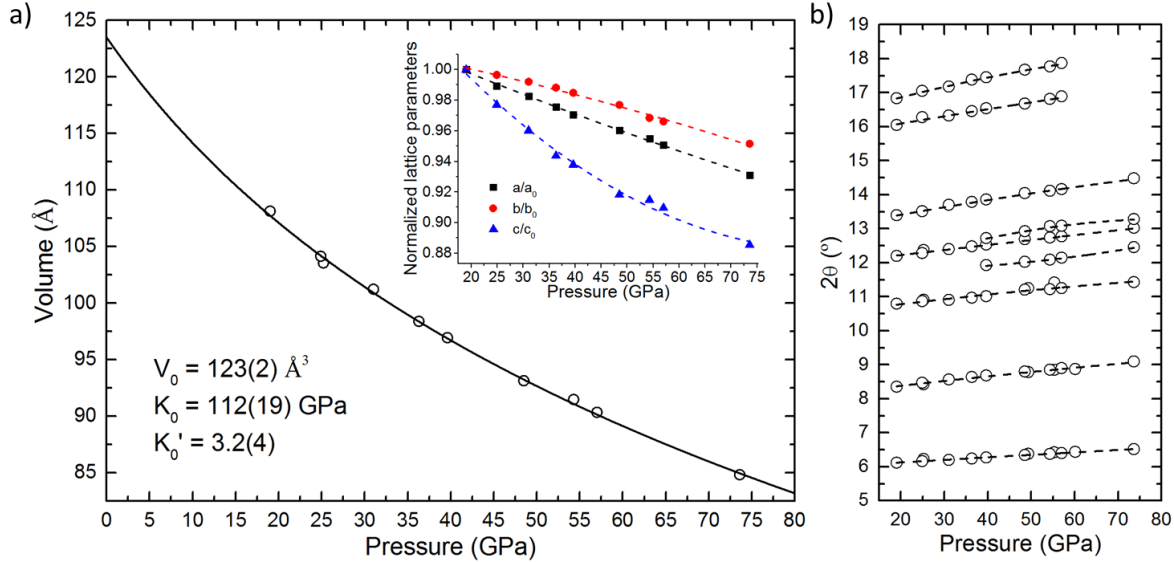 a)
125
120
115
110
105
100
95
90
85
Volume (Å)
V₀ = 123(2) Å³
K₀ = 112(19) GPa
K₀' = 3.2(4)
0 5 10 15 20 25 30 35 40 45 50 55 60 65 70 75 80
Pressure (GPa)
Normalized lattice parameters
1.00
0.98
0.96
0.94
0.92
0.90
0.88
a/a₀
b/b₀
c/c₀
20 25 30 35 40 45 50 55 60 65 70 75
Pressure (GPa)
b)
19
18
17
16
15
14
13
12
11
10
9
8
7
6
5
2θ (º)
20 30 40 50 60 70 80
Pressure (GPa)